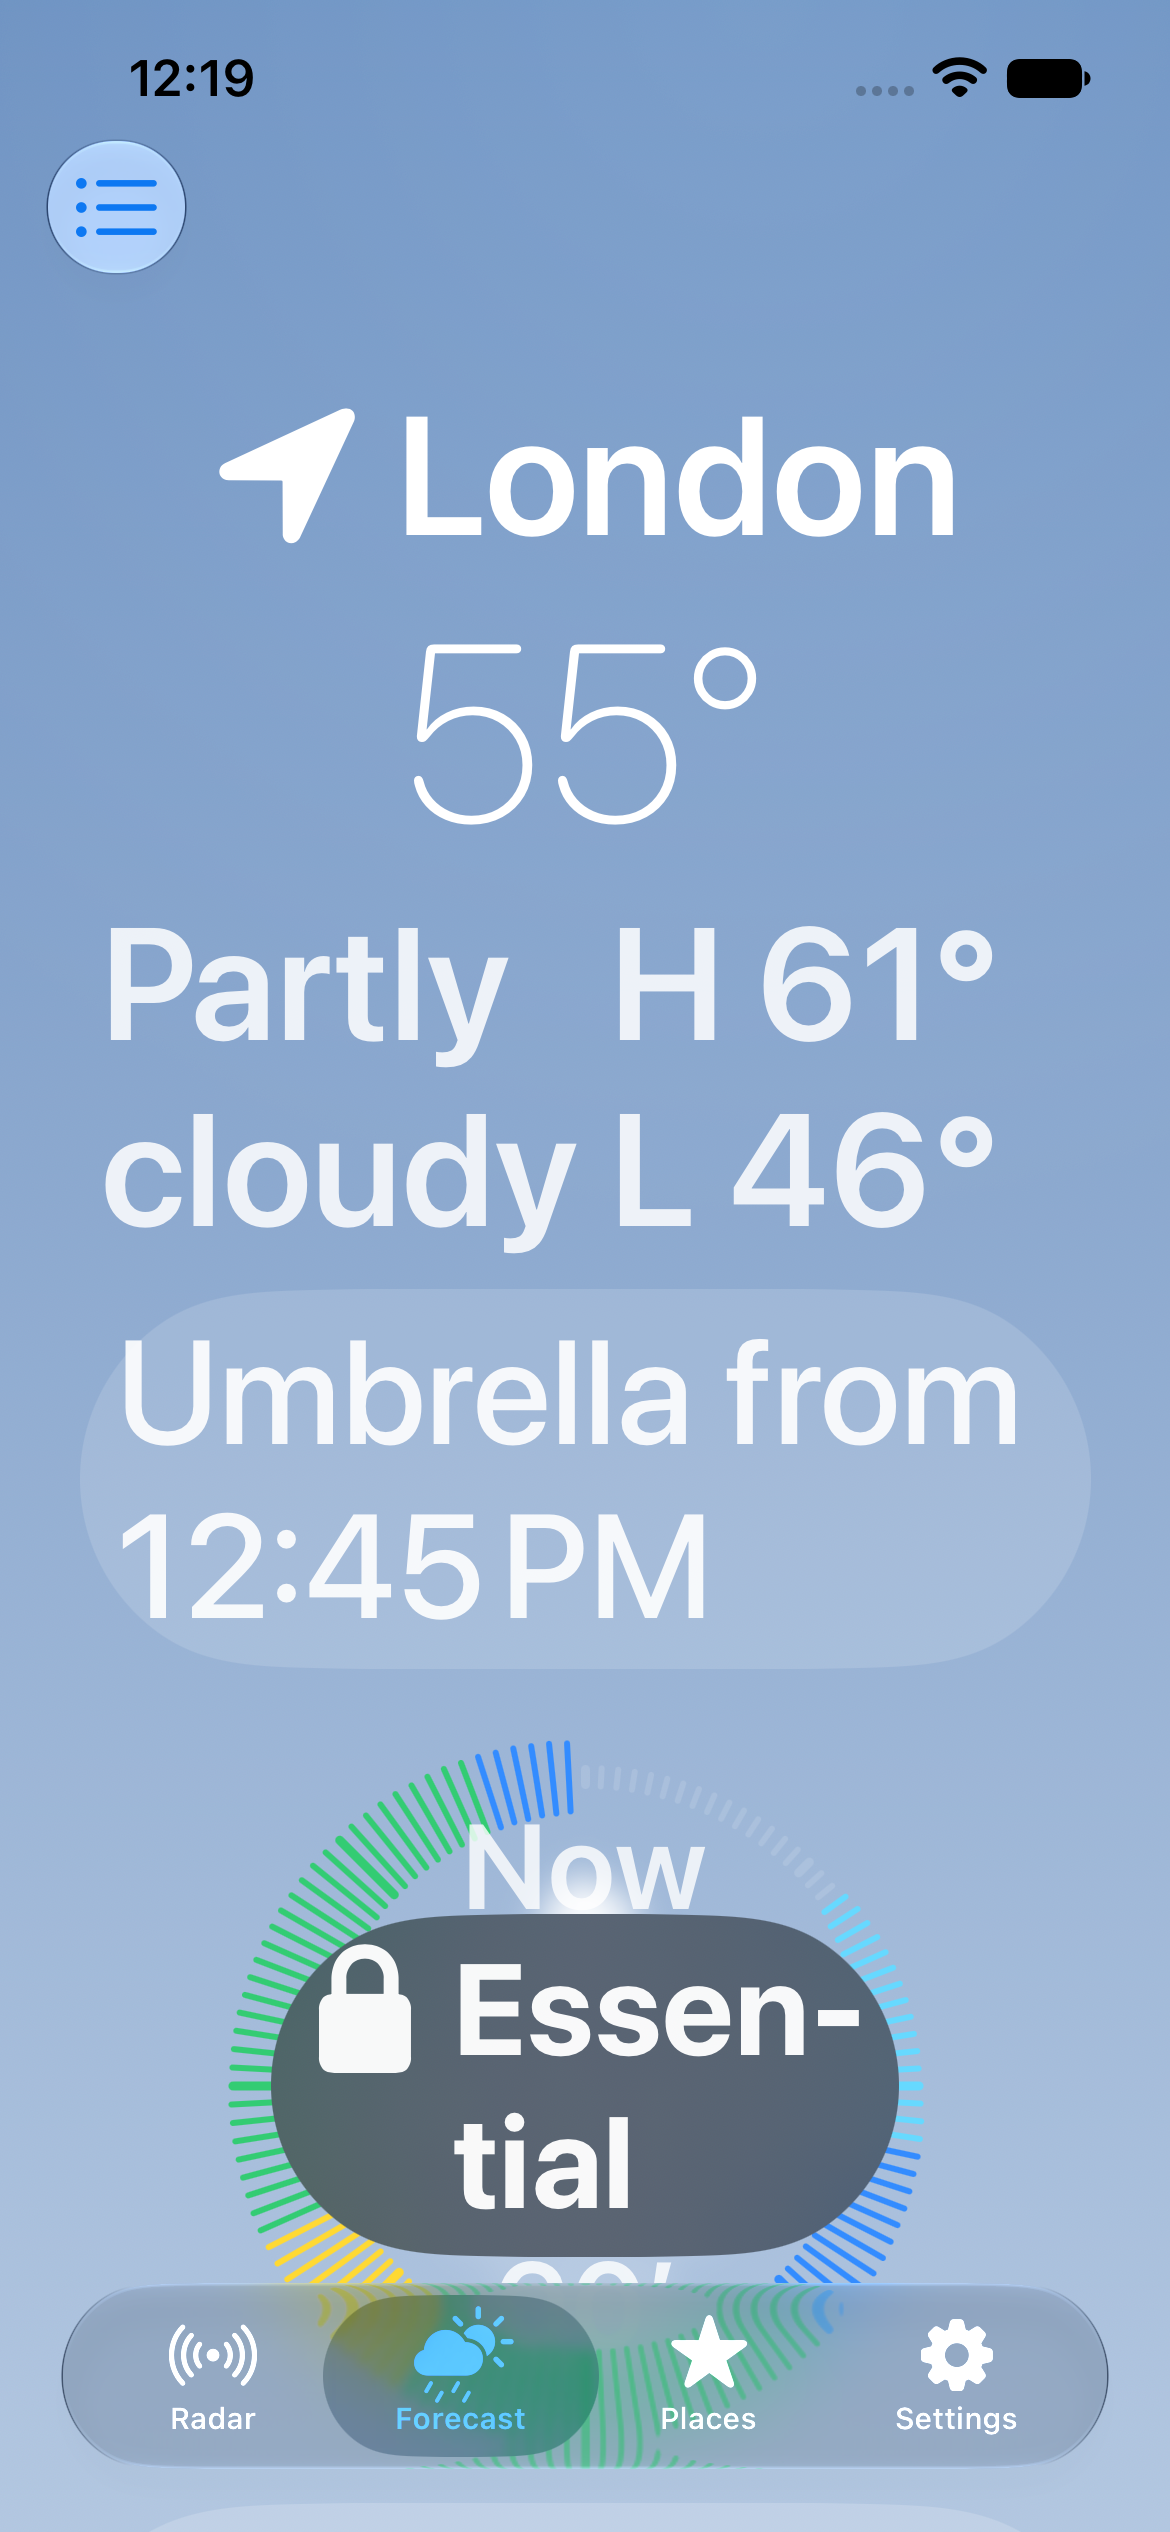 12:19
London
55°
Partly H 61°
cloudy L 46°
Umbrella from
12:45 PM
Now
Essen-
tial
Radar
Forecast
Places
Settings